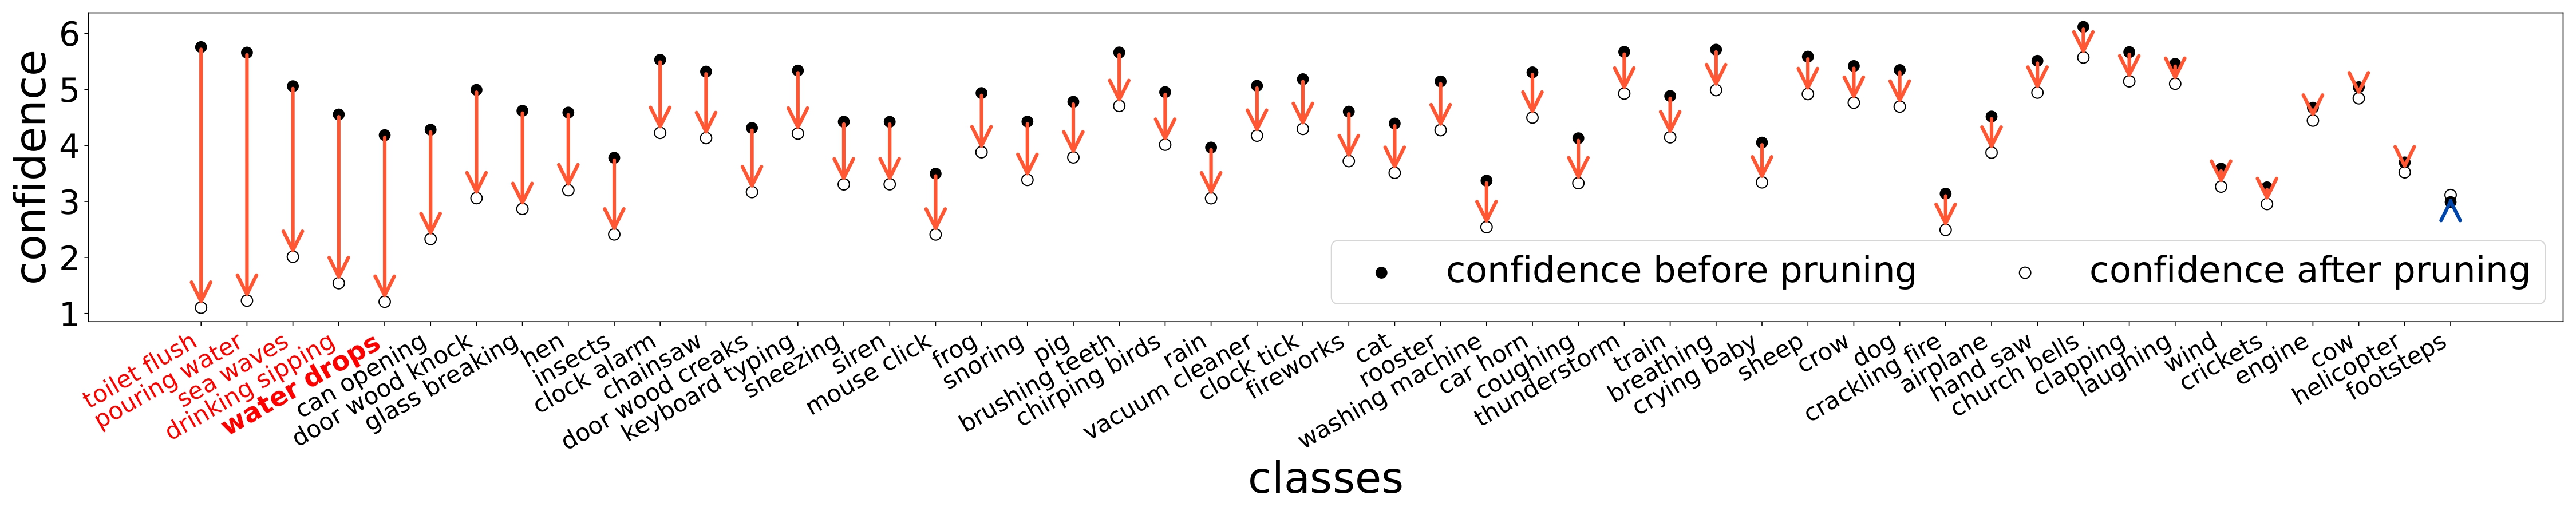 confidence
6
5
4
3
2
1
confidence before pruning
confidence after pruning
toilet flush
pouring water
sea waves
drinking sipping
water drops
can opening
door wood knock
glass breaking
hen
insects
clock alarm
chainsaw
door wood creaks
keyboard typing
sneezing
siren
mouse click
frog
snoring
pig
brushing teeth
chirping birds
rain
vacuum cleaner
clock tick
fireworks
cat
rooster
washing machine
car horn
coughing
thunderstorm
train
breathing
crying baby
sheep
crow
dog
crackling fire
airplane
hand saw
church bells
clapping
laughing
wind
crickets
engine
cow
helicopter
footsteps
classes